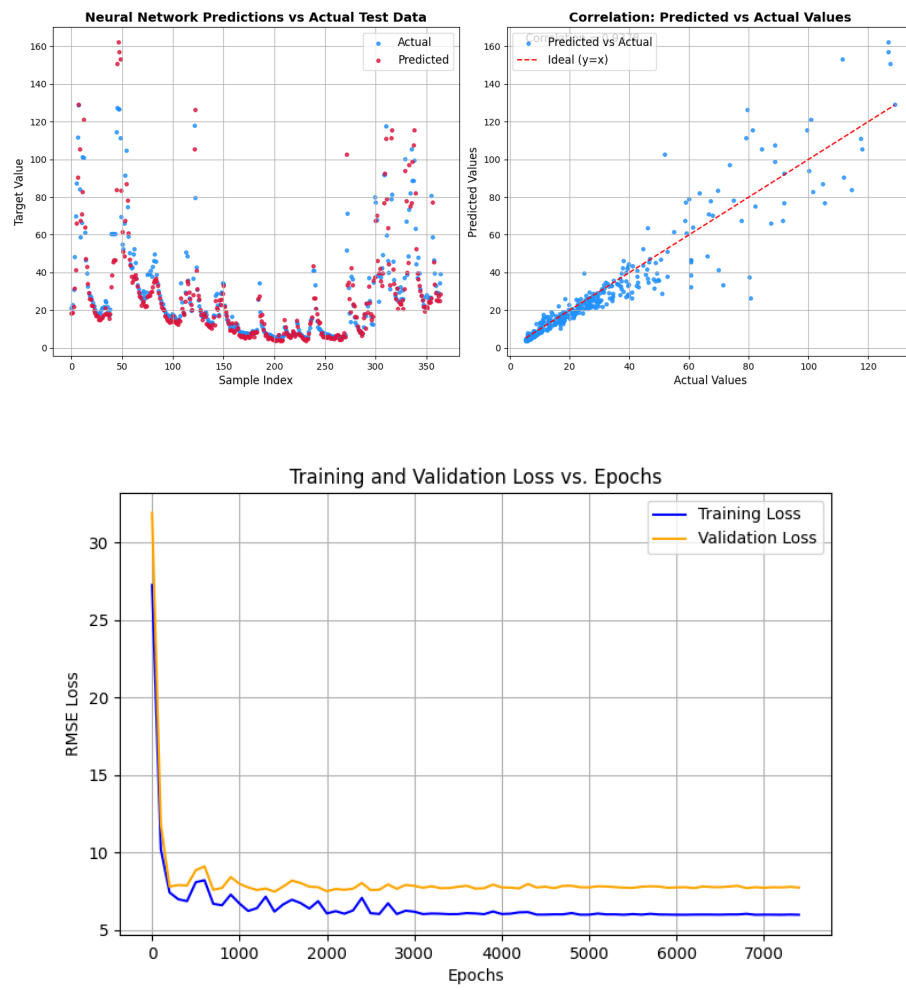 Neural Network Predictions vs Actual Test Data
Actual
Predicted
Target Value
160
140
120
100
80
60
40
20
0
0 50 100 150 200 250 300 350
Sample Index
Correlation: Predicted vs Actual Values
Predicted vs Actual
Ideal (y=x)
Predicted Values
160
140
120
100
80
60
40
20
0
0 20 40 60 80 100 120
Actual Values
Training and Validation Loss vs. Epochs
Training Loss
Validation Loss
RMSE Loss
30
25
20
15
10
5
0 1000 2000 3000 4000 5000 6000 7000
Epochs